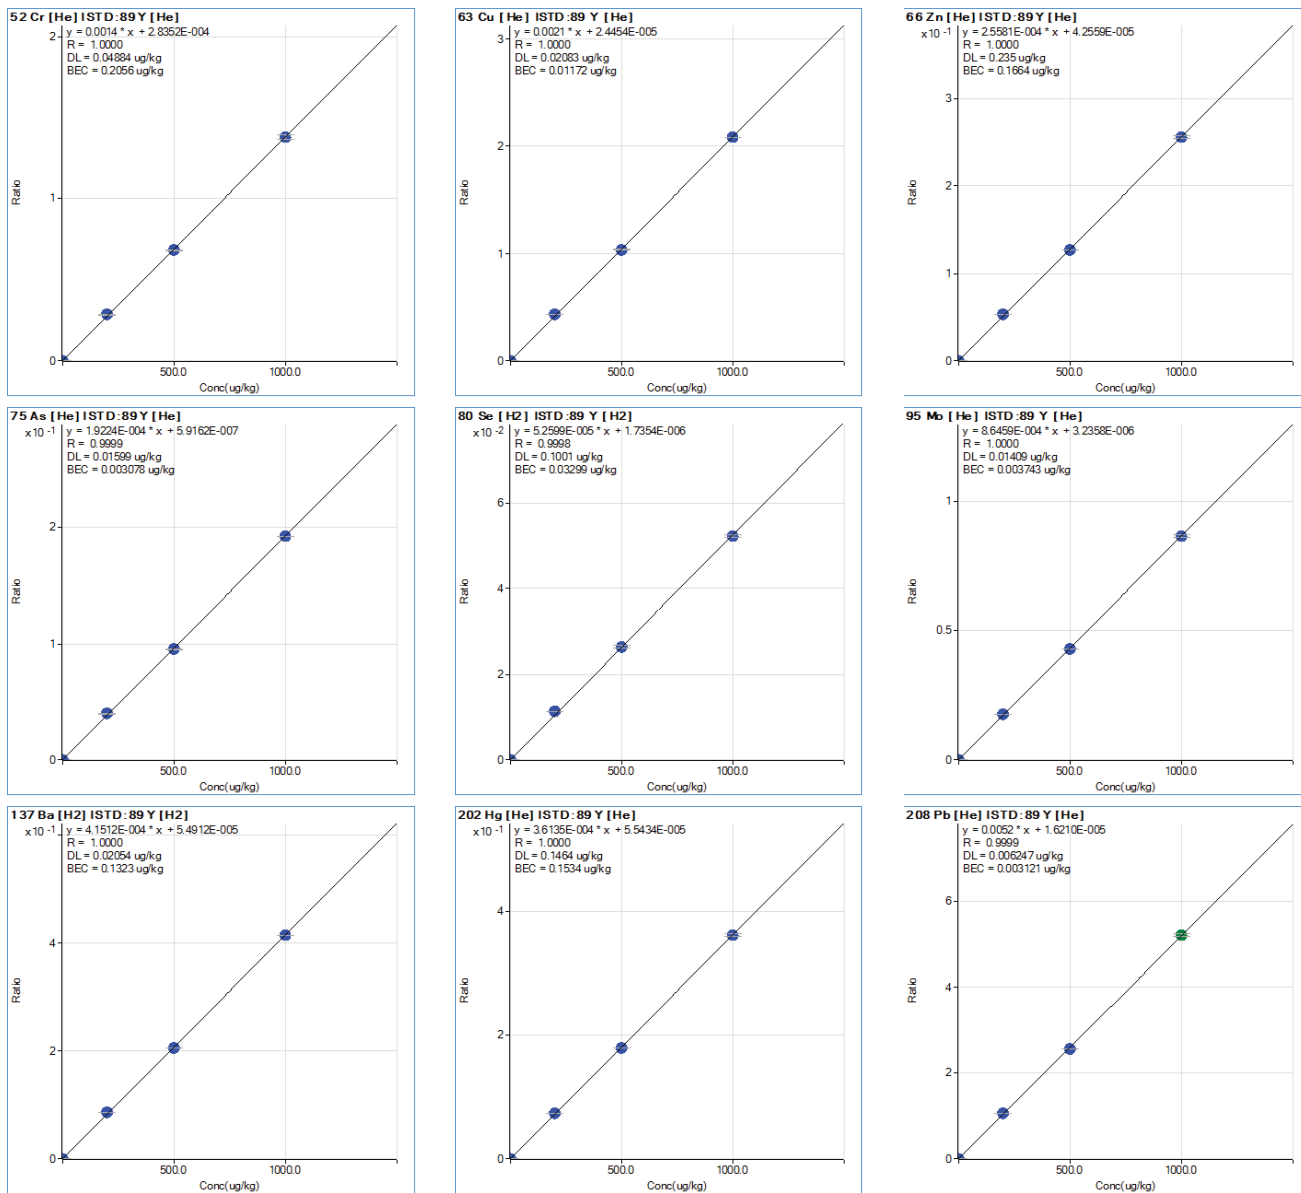 52 Cr [He] ISTD:89 Y [He]
y = 0.0014 * x + 2.8352E-004
R = 1.0000
DL = 0.04884 ug/kg
BEC = 0.2056 ug/kg
2
1
0
Ratio
500.0 1000.0
Conc(ug/kg)
63 Cu [He] ISTD:89 Y [He]
y = 0.0021 * x + 2.4454E-005
R = 1.0000
DL = 0.02083 ug/kg
BEC = 0.01172 ug/kg
3
2
1
0
Ratio
500.0 1000.0
Conc(ug/kg)
66 Zn [He] ISTD:89 Y [He]
x10 -1 y = 2.5581E-004 * x + 4.2559E-005
R = 1.0000
DL = 0.235 ug/kg
BEC = 0.1664 ug/kg
3
2
1
0
Ratio
500.0 1000.0
Conc(ug/kg)
75 As [He] ISTD:89 Y [He]
x10 -1 y = 1.9224E-004 * x + 5.9162E-007
R = 0.9999
DL = 0.01599 ug/kg
BEC = 0.003078 ug/kg
2
1
0
Ratio
500.0 1000.0
Conc(ug/kg)
80 Se [H2] ISTD:89 Y [H2]
x10 -2 y = 5.2599E-005 * x + 1.7354E-006
R = 0.9998
DL = 0.1001 ug/kg
BEC = 0.03299 ug/kg
6
4
2
0
Ratio
500.0 1000.0
Conc(ug/kg)
95 Mo [He] ISTD:89 Y [He]
y = 8.6459E-004 * x + 3.2358E-006
R = 1.0000
DL = 0.01409 ug/kg
BEC = 0.003743 ug/kg
1
0.5
0
Ratio
500.0 1000.0
Conc(ug/kg)
137 Ba [H2] ISTD:89 Y [H2]
x10 -1 y = 4.1512E-004 * x + 5.4912E-005
R = 1.0000
DL = 0.02054 ug/kg
BEC = 0.1323 ug/kg
4
2
0
Ratio
500.0 1000.0
Conc(ug/kg)
202 Hg [He] ISTD:89 Y [He]
x10 -1 y = 3.6135E-004 * x + 5.5434E-005
R = 1.0000
DL = 0.1464 ug/kg
BEC = 0.1534 ug/kg
4
2
0
Ratio
500.0 1000.0
Conc(ug/kg)
208 Pb [He] ISTD:89 Y [He]
y = 0.0052 * x + 1.6210E-005
R = 0.9999
DL = 0.006247 ug/kg
BEC = 0.003121 ug/kg
6
4
2
0
Ratio
500.0 1000.0
Conc(ug/kg)